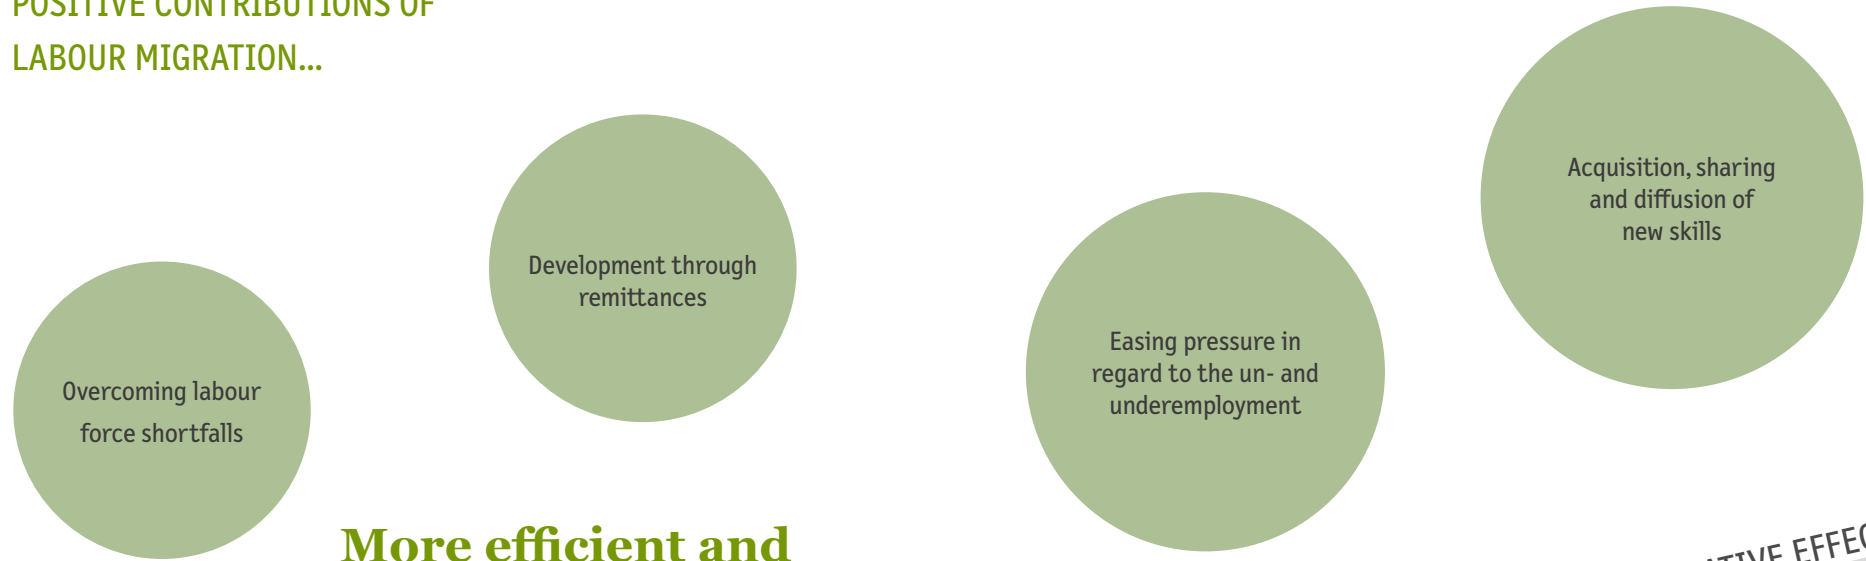 POSITIVE CONTRIBUTIONS OF
LABOUR MIGRATION...
Acquisition, sharing
and diffusion of
new skills
Development through
remittances
Easing pressure in
regard to the un- and
underemployment
Overcoming labour
force shortfalls
More efficient and